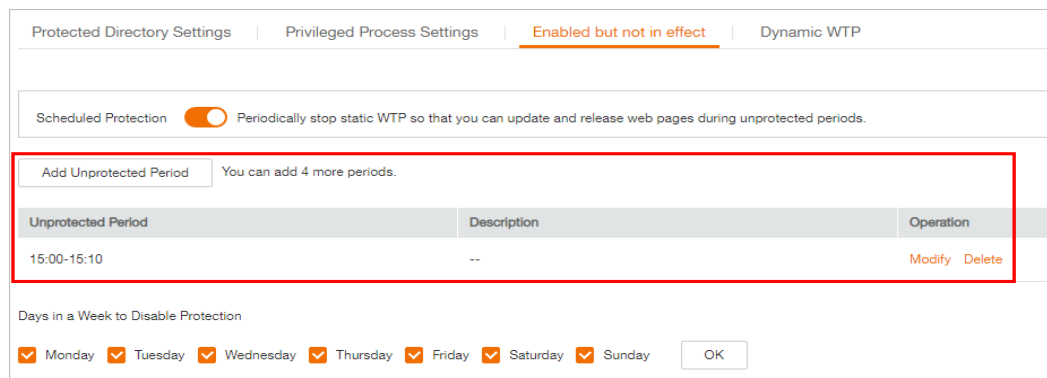 Protected Directory Settings Privileged Process Settings Enabled but not in effect Dynamic WTP
Scheduled Protection Periodically stop static WTP so that you can update and release web pages during unprotected periods.
Add Unprotected Period You can add 4 more periods.
Unprotected Period Description Operation
15:00-15:10 -- Modify Delete
Days in a Week to Disable Protection
Monday Tuesday Wednesday Thursday Friday Saturday Sunday OK